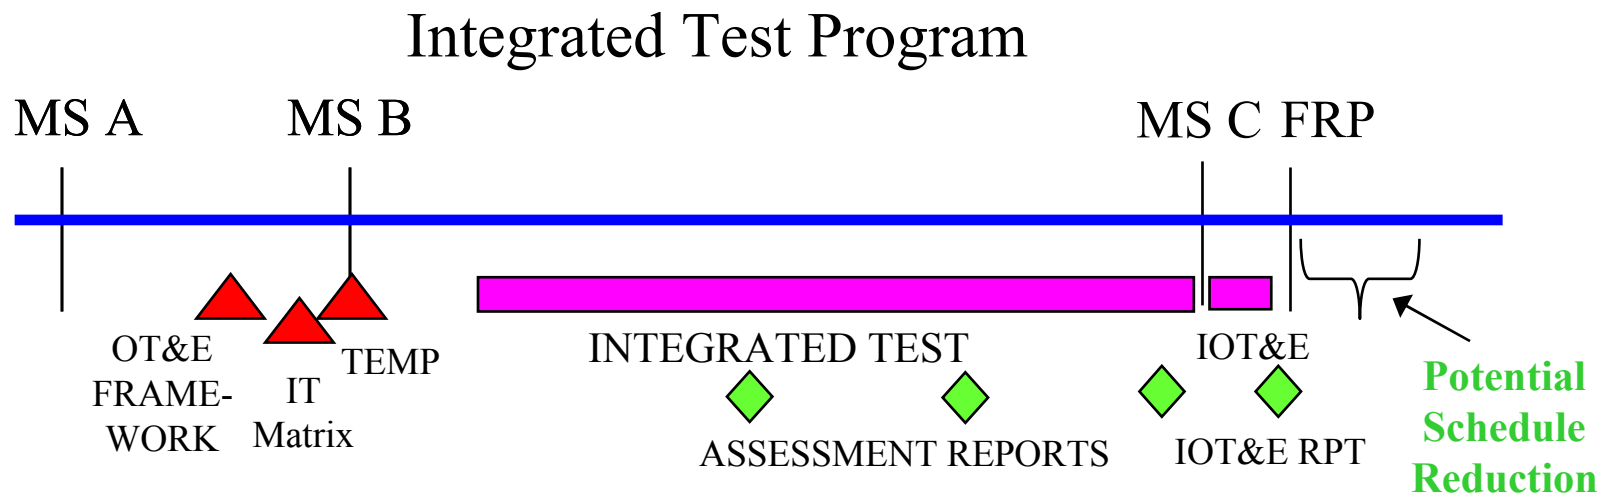 Integrated Test Program
MS A
MS B
MS C
FRP
OT&E
FRAME-
WORK
IT
Matrix
TEMP
INTEGRATED TEST
IOT&E
ASSESSMENT REPORTS
IOT&E RPT
Potential
Schedule
Reduction